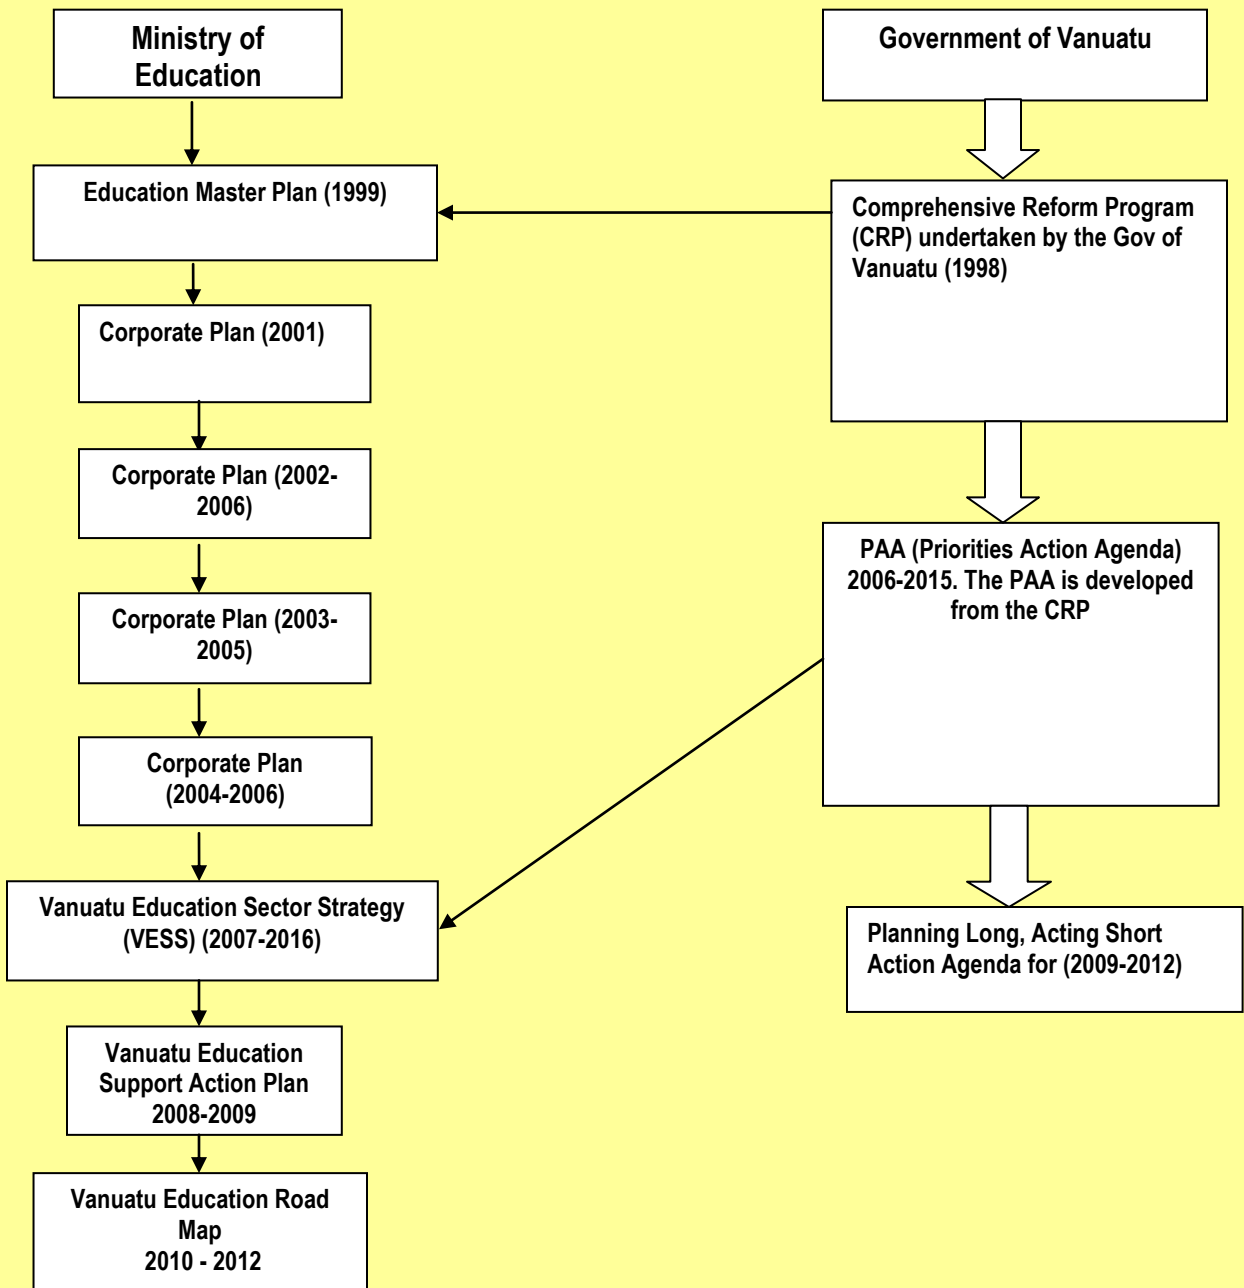 Ministry of
Education
Education Master Plan (1999)
Corporate Plan (2001)
Corporate Plan (2002-
2006)
Corporate Plan (2003-
2005)
Corporate Plan
(2004-2006)
Vanuatu Education Sector Strategy
(VESS) (2007-2016)
Vanuatu Education
Support Action Plan
2008-2009
Vanuatu Education Road
Map
2010 - 2012
Government of Vanuatu
Comprehensive Reform Program
(CRP) undertaken by the Gov of
Vanuatu (1998)
PAA (Priorities Action Agenda)
2006-2015. The PAA is developed
from the CRP
Planning Long, Acting Short
Action Agenda for (2009-2012)